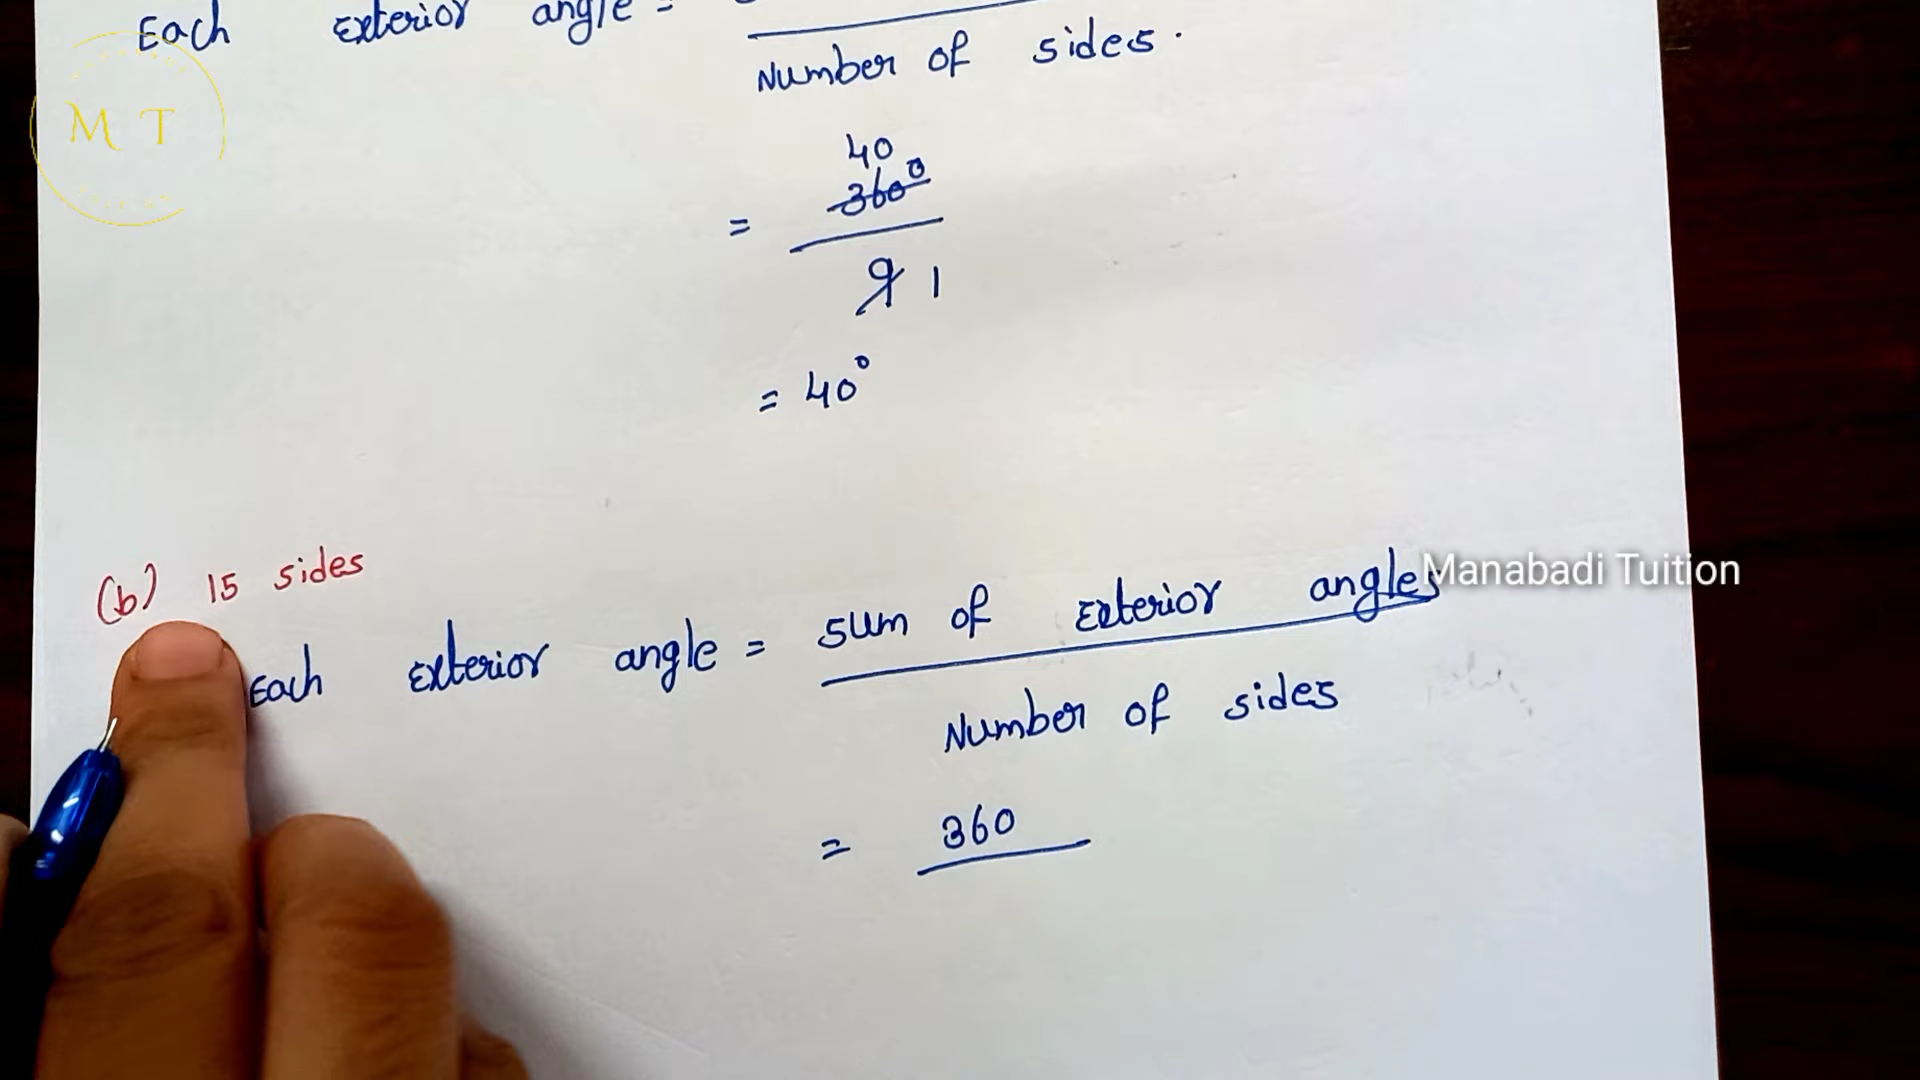 Each exterior angle =
Number of sides.
M T
40
= 360°
9 1
= 40°
(b) 15 sides
Each exterior angle = sum of Exterior angles
Manabadi Tuition
Number of sides
= 360